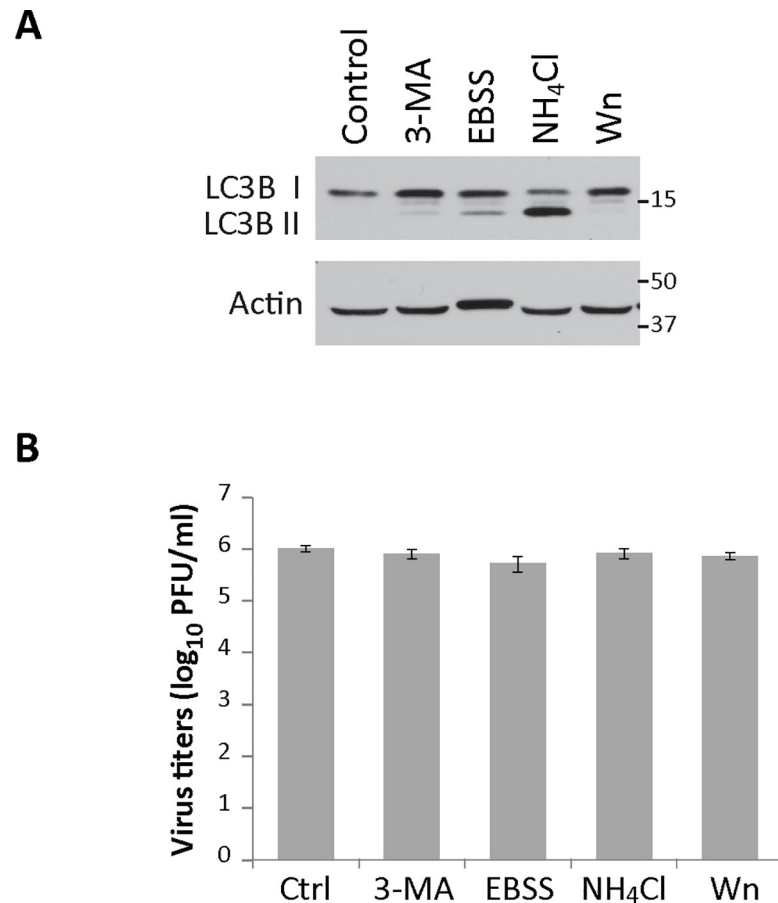 A
Control
3-MA
EBSS
NH₄Cl
Wn
LC3B I
LC3B II
15
Actin
50
37
B
Virus titers (log₁₀ PFU/ml)
7
6
5
4
3
2
1
0
Ctrl
3-MA
EBSS
NH₄Cl
Wn